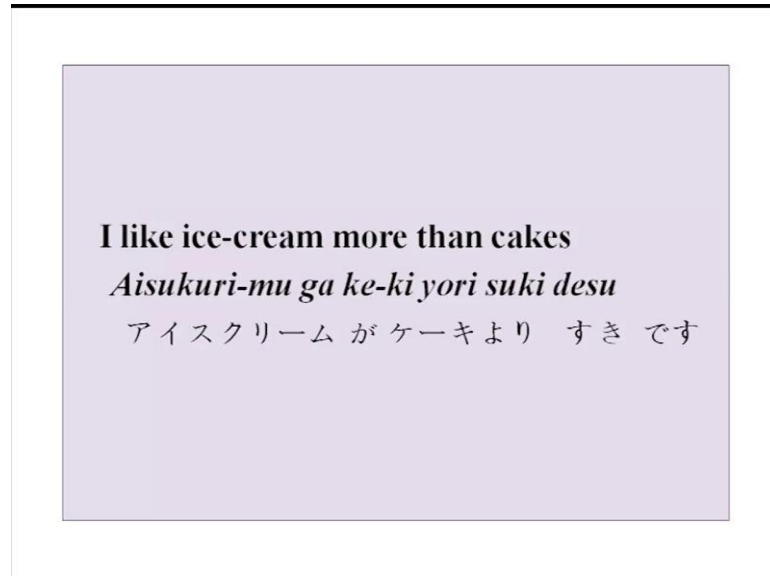 I like ice-cream more than cakes
Aisukuri-mu ga ke-ki yori suki desu
アイスクリーム が ケーキより　すき です